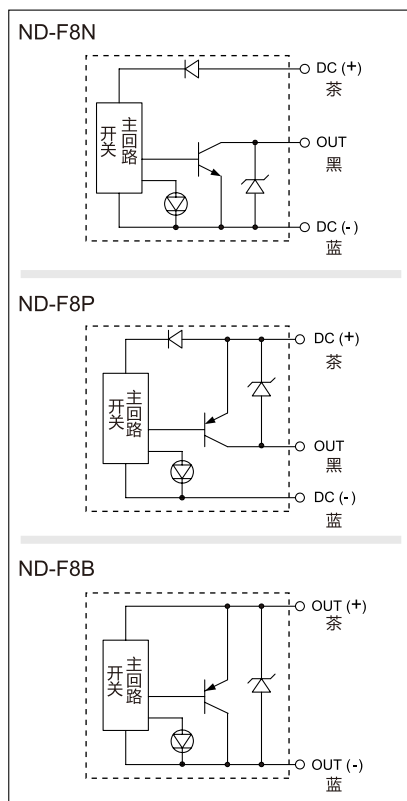 ND-F8N
DC (+)
茶
开关
主回路
OUT
黑
DC (-)
蓝
ND-F8P
DC (+)
茶
开关
主回路
OUT
黑
DC (-)
蓝
ND-F8B
OUT (+)
茶
开关
主回路
OUT (-)
蓝